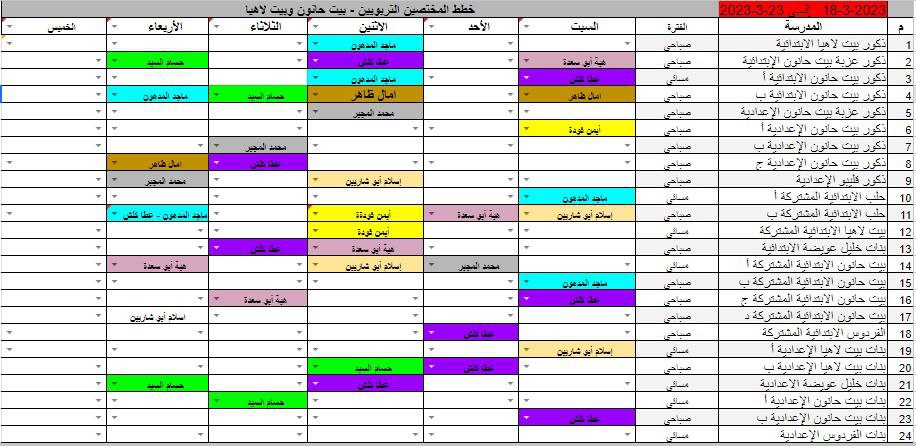 خطط المختصين التربويين - بيت حانون وبيت لاهيا 18-3-2023 إلى 23-3-2023
م المدرسة الفترة السبت الأحد الاثنين الثلاثاء الأربعاء الخميس
1 ذكور بيت لاهيا الابتدائية صباحي ماجد المدهون
2 ذكور عزبة بيت حانون الإبتدائية صباحي هبة أبو سعدة عطا كلش حسام السيد
3 ذكور بيت حانون الابتدائية أ مسائي عطا كلش ماجد المدهون
4 ذكور بيت حانون الابتدائية ب صباحي امال ظاهر امال ظاهر حسام السيد ماجد المدهون
5 ذكور عزبة بيت حانون الإعدادية صباحي محمد المجبر
6 ذكور بيت حانون الإعدادية أ صباحي أيمن فودة
7 ذكور بيت حانون الإعدادية ب صباحي محمد المجبر
8 ذكور بيت حانون الإعدادية ج صباحي عطا كلش امال ظاهر
9 ذكور قليبو الإعدادية صباحي إسلام أبو شاربين محمد المجبر
10 حلب الابتدائية المشتركة أ مسائي ماجد المدهون
11 حلب الابتدائية المشتركة ب صباحي إسلام أبو شاربين هبة أبو سعدة أيمن فودةة ماجد المدهون - عطا كلش
12 بيت لاهيا الابتدائية المشتركة مسائي أيمن فودة
13 بنات خليل عويضة الابتدائية صباحي هبة أبو سعدة عطا كلش
14 بيت حانون الابتدائية المشتركة أ مسائي محمد المجبر إسلام أبو شاربين هبة أبو سعدة
15 بيت حانون الابتدائية المشتركة ب صباحي ماجد المدهون
16 بيت حانون الابتدائية المشتركة ج صباحي عطا كلش هبة أبو سعدة
17 بيت حانون الابتدائية المشتركة د صباحي اسلام أبو شاربين
18 الفردوس الابتدائية المشتركة صباحي عطا كلش
19 بنات بيت لاهيا الإعدادية أ مسائي إسلام أبو شاربين
20 بنات بيت لاهيا الإعدادية ب صباحي عطا كلش حسام السيد
21 بنات خليل عويضة الاعدادية مسائي عطا كلش حسام السيد
22 بنات بيت حانون الإعدادية أ مسائي حسام السيد
23 بنات بيت حانون الإعدادية ب صباحي عطا كلش
24 بنات الفردوس الإعدادية مسائي